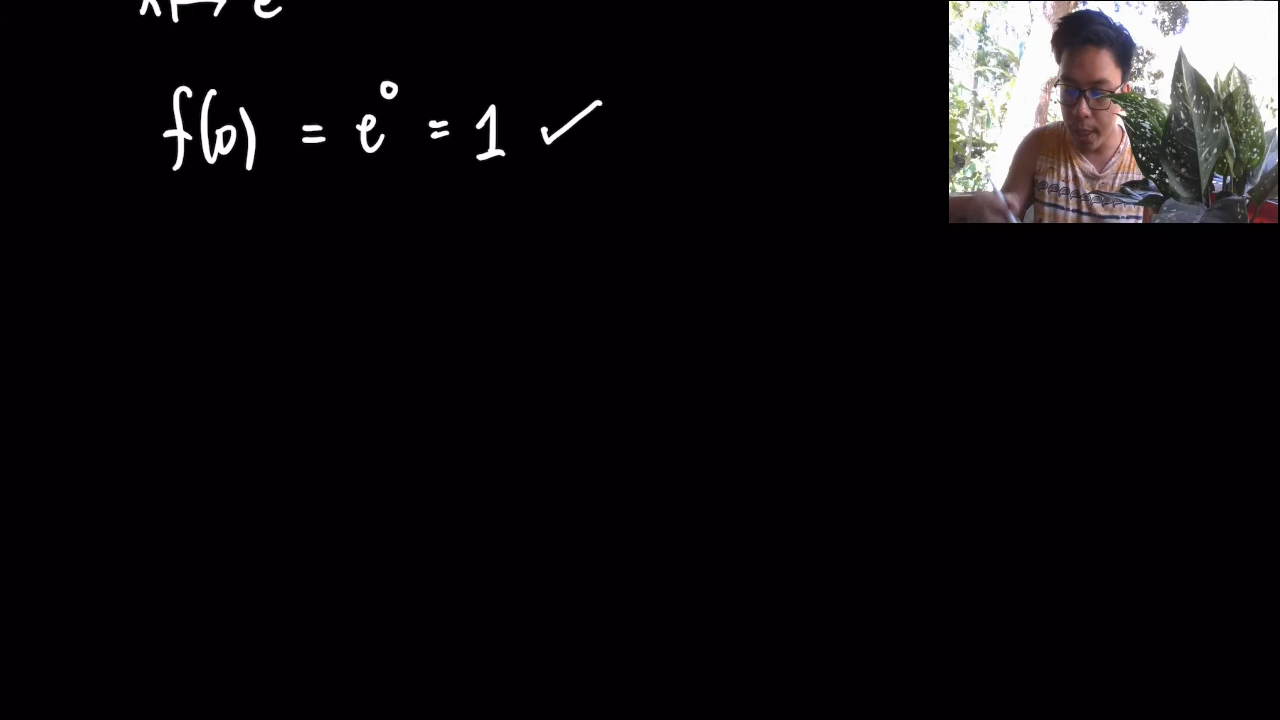 f(0) = e⁰ = 1 ✓